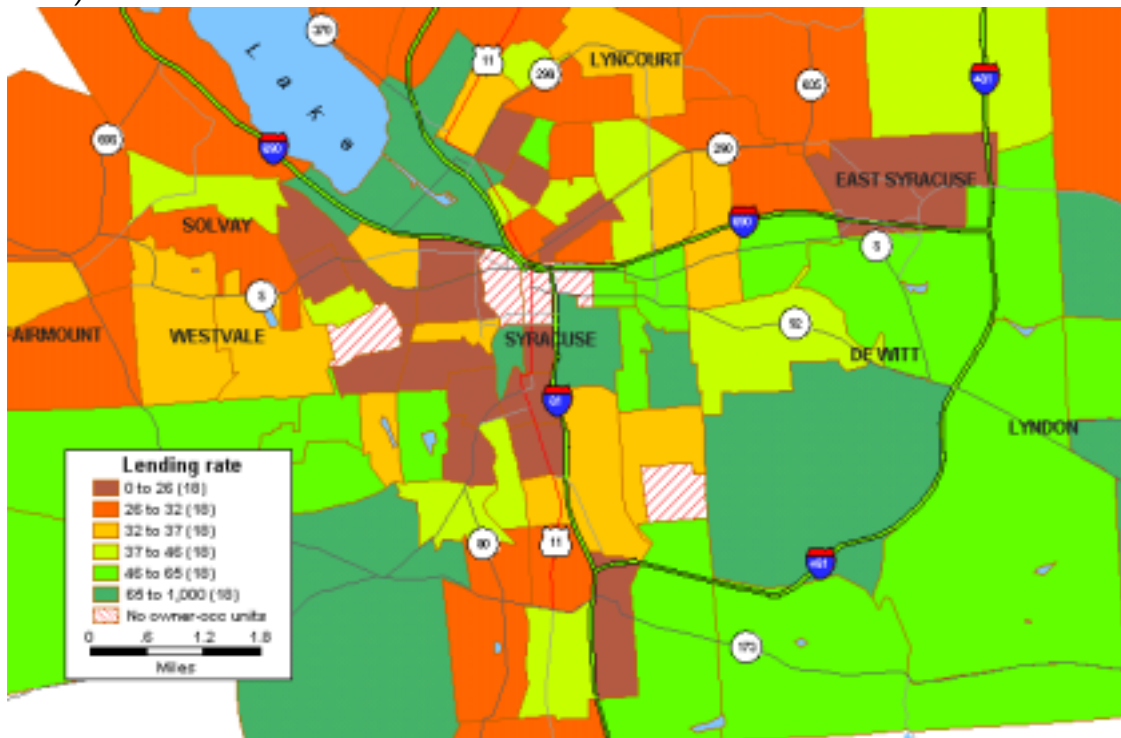 )
Lake
370
11
298
LYNCOURT
635
481
690
695
290
EAST SYRACUSE
SOLVAY
690
5
5
92
FAIRMOUNT
WESTVALE
SYRACUSE
DE WITT
81
LYNDON
Lending rate
0 to 26 (18)
26 to 32 (18)
32 to 37 (18)
37 to 46 (18)
46 to 65 (18)
65 to 1,000 (18)
No owner-occ units
0 .6 1.2 1.8
Miles
80
11
481
173